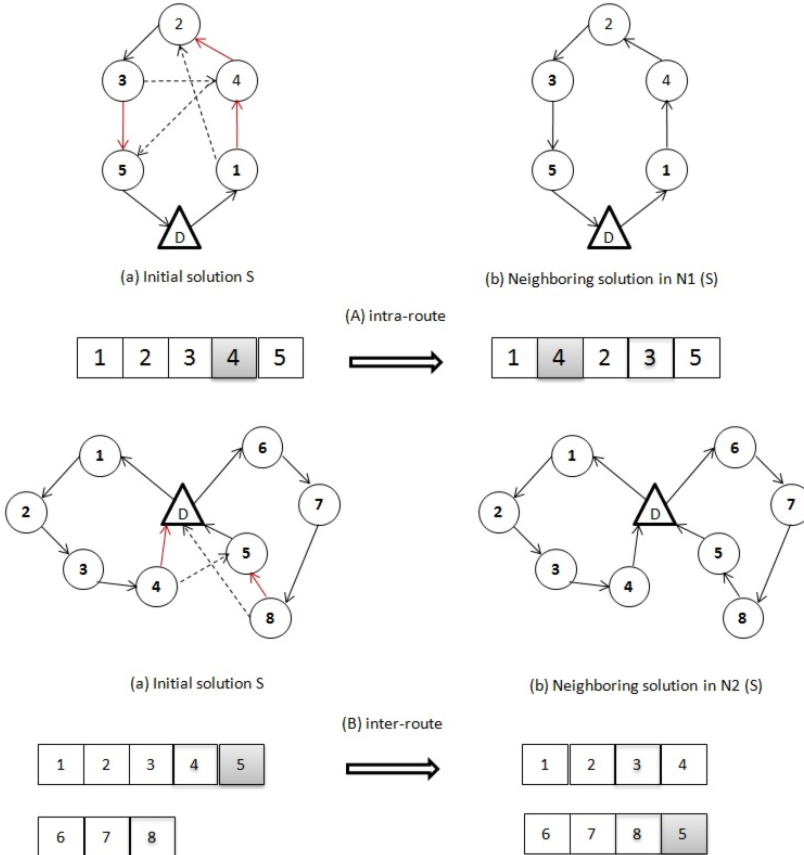 2
2
3
4
3
4
5
1
5
1
D
D
(a) Initial solution S
(b) Neighboring solution in N1 (S)
(A) intra-route
1 2 3 4 5
1 4 2 3 5
1
6
1
6
2
D
7
2
D
7
3
4
5
3
4
5
8
8
(a) Initial solution S
(b) Neighboring solution in N2 (S)
(B) inter-route
1 2 3 4 5
1 2 3 4
6 7 8
6 7 8 5